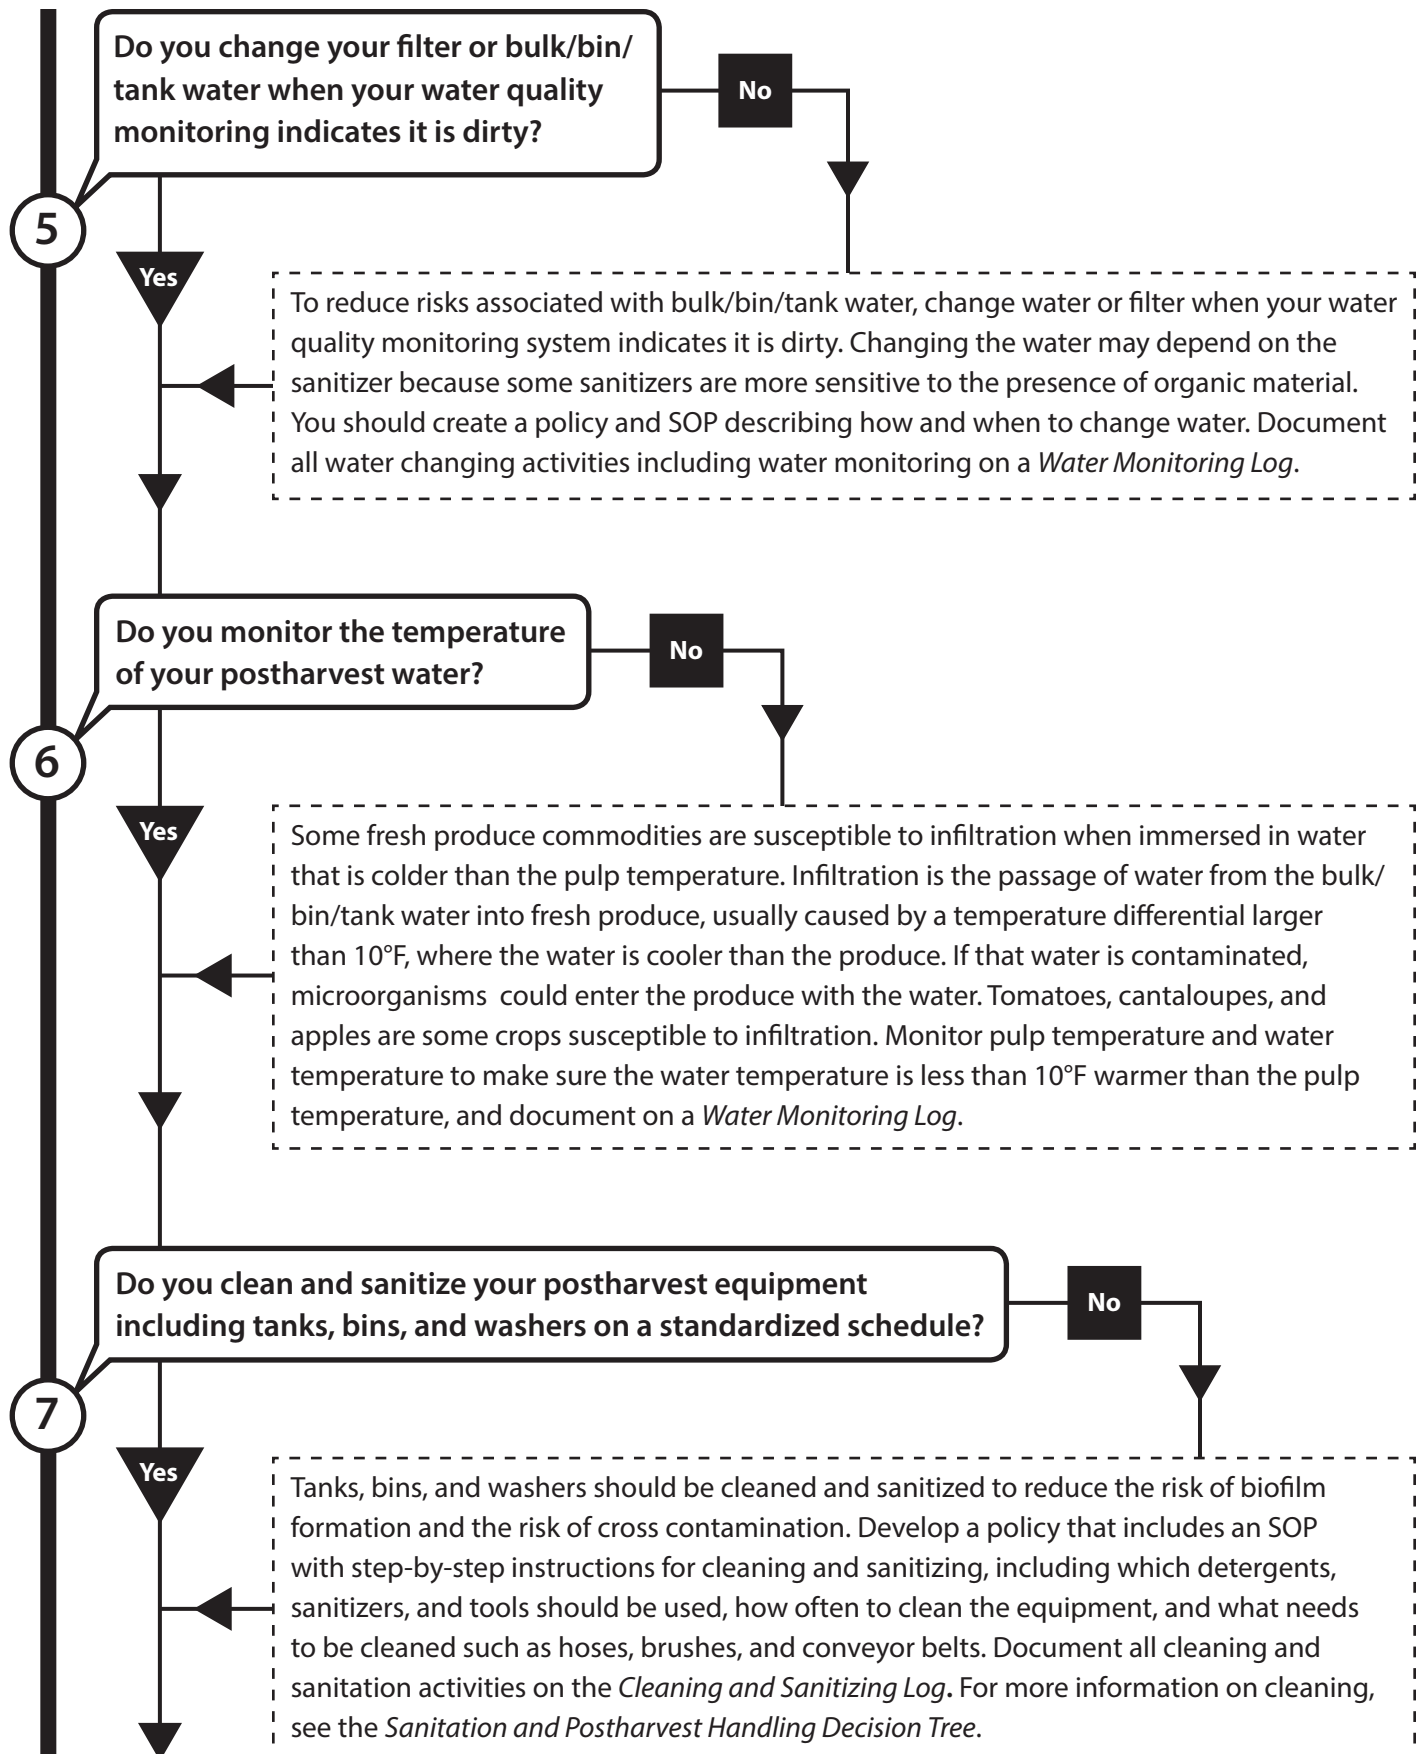 Do you change your filter or bulk/bin/
tank water when your water quality
monitoring indicates it is dirty?
No
5
Yes
To reduce risks associated with bulk/bin/tank water, change water or filter when your water
quality monitoring system indicates it is dirty. Changing the water may depend on the
sanitizer because some sanitizers are more sensitive to the presence of organic material.
You should create a policy and SOP describing how and when to change water. Document
all water changing activities including water monitoring on a Water Monitoring Log.
Do you monitor the temperature
of your postharvest water?
No
6
Yes
Some fresh produce commodities are susceptible to infiltration when immersed in water
that is colder than the pulp temperature. Infiltration is the passage of water from the bulk/
bin/tank water into fresh produce, usually caused by a temperature differential larger
than 10°F, where the water is cooler than the produce. If that water is contaminated,
microorganisms  could enter the produce with the water. Tomatoes, cantaloupes, and
apples are some crops susceptible to infiltration. Monitor pulp temperature and water
temperature to make sure the water temperature is less than 10°F warmer than the pulp
temperature, and document on a Water Monitoring Log.
Do you clean and sanitize your postharvest equipment
including tanks, bins, and washers on a standardized schedule?
No
7
Yes
Tanks, bins, and washers should be cleaned and sanitized to reduce the risk of biofilm
formation and the risk of cross contamination. Develop a policy that includes an SOP
with step-by-step instructions for cleaning and sanitizing, including which detergents,
sanitizers, and tools should be used, how often to clean the equipment, and what needs
to be cleaned such as hoses, brushes, and conveyor belts. Document all cleaning and
sanitation activities on the Cleaning and Sanitizing Log. For more information on cleaning,
see the Sanitation and Postharvest Handling Decision Tree.